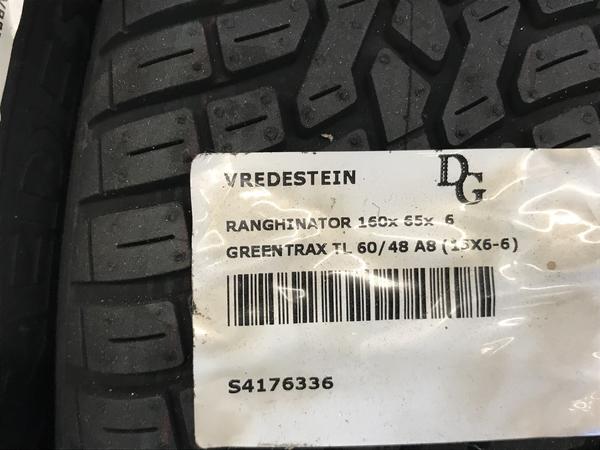 VREDESTEIN
DG
RANGHINATOR 160x 65x 6
GREENTRAX TL 60/48 A8 (15X6-6)
S4176336